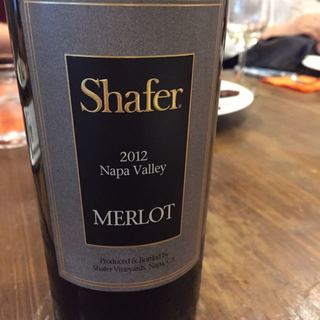 Shafer
2012
Napa Valley
MERLOT
Produced & Bottled by
Shafer Vineyards, Napa, CA